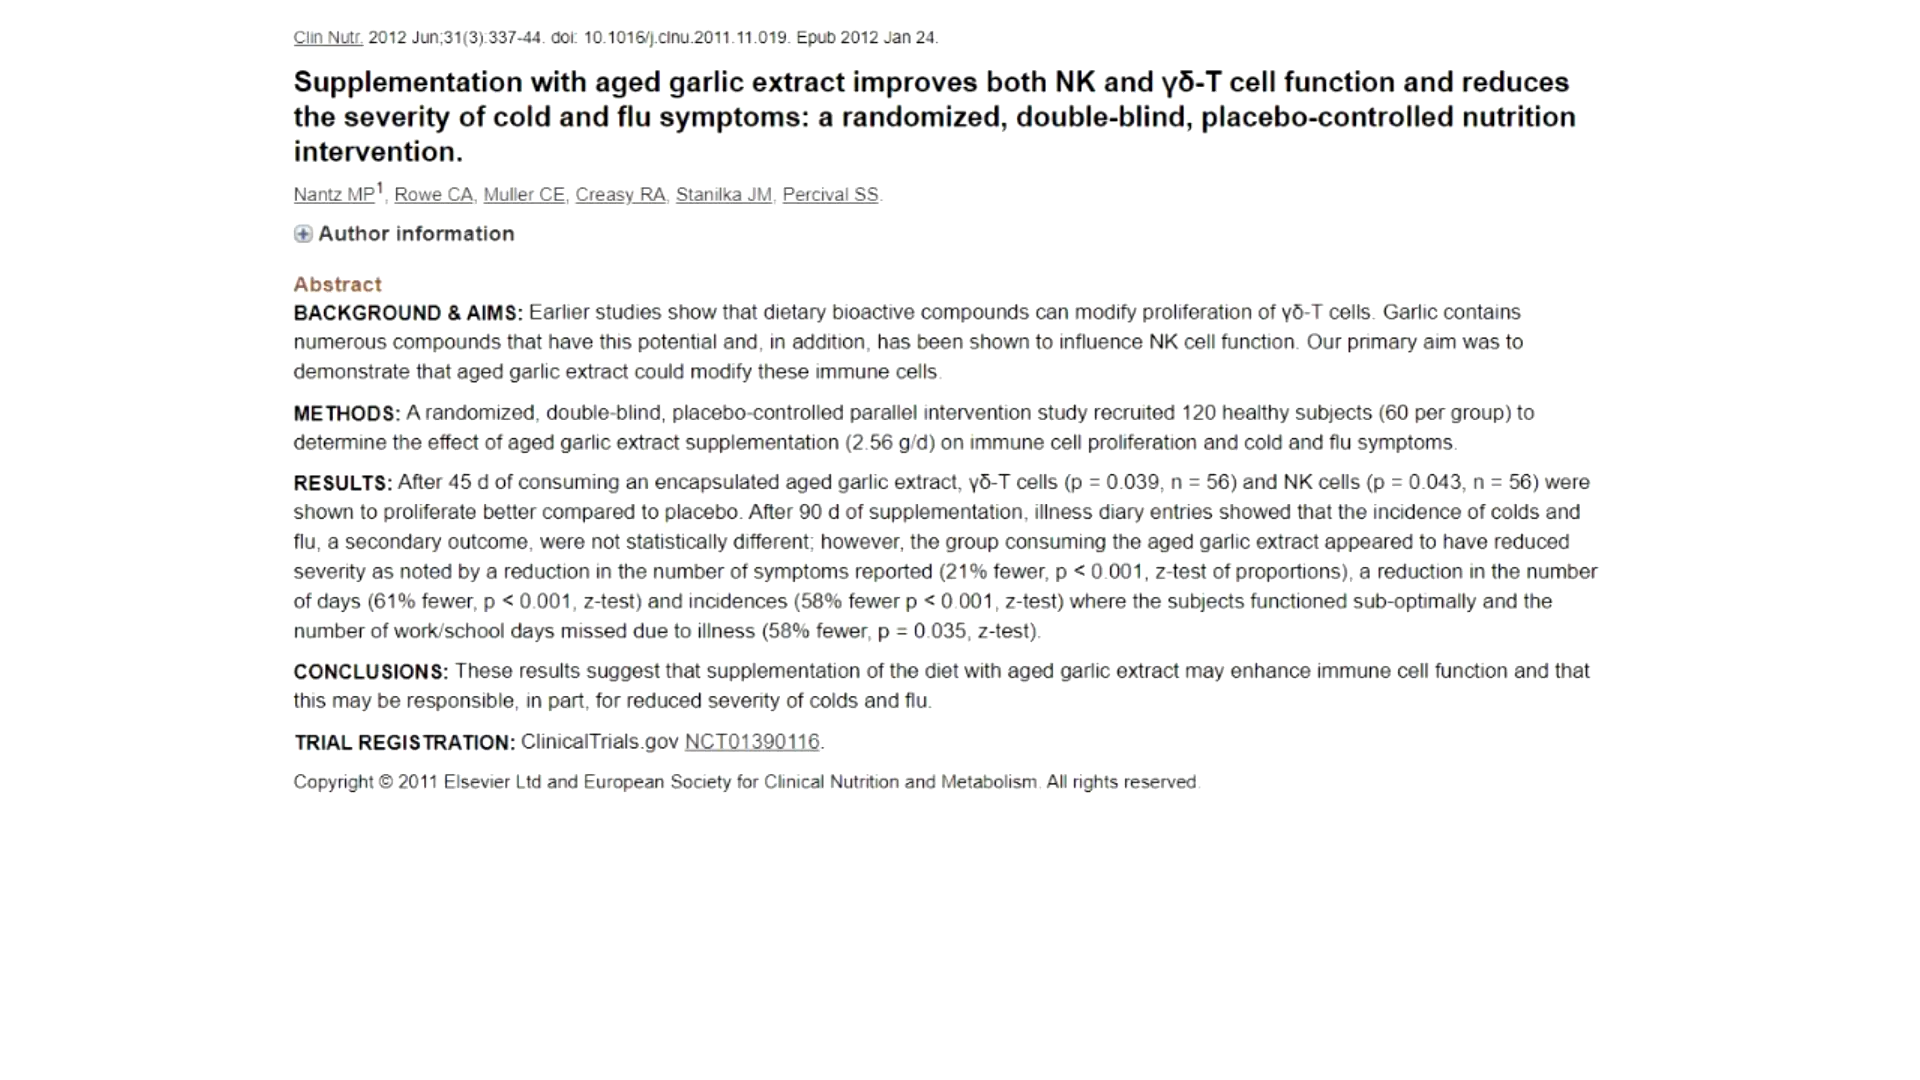 Clin Nutr. 2012 Jun;31(3):337-44. doi: 10.1016/j.clnu.2011.11.019. Epub 2012 Jan 24.
Supplementation with aged garlic extract improves both NK and γδ-T cell function and reduces
the severity of cold and flu symptoms: a randomized, double-blind, placebo-controlled nutrition
intervention.
Nantz MP1, Rowe CA, Muller CE, Creasy RA, Stanilka JM, Percival SS.
Author information
Abstract
BACKGROUND & AIMS: Earlier studies show that dietary bioactive compounds can modify proliferation of γδ-T cells. Garlic contains
numerous compounds that have this potential and, in addition, has been shown to influence NK cell function. Our primary aim was to
demonstrate that aged garlic extract could modify these immune cells.
METHODS: A randomized, double-blind, placebo-controlled parallel intervention study recruited 120 healthy subjects (60 per group) to
determine the effect of aged garlic extract supplementation (2.56 g/d) on immune cell proliferation and cold and flu symptoms.
RESULTS: After 45 d of consuming an encapsulated aged garlic extract, γδ-T cells (p = 0.039, n = 56) and NK cells (p = 0.043, n = 56) were
shown to proliferate better compared to placebo. After 90 d of supplementation, illness diary entries showed that the incidence of colds and
flu, a secondary outcome, were not statistically different; however, the group consuming the aged garlic extract appeared to have reduced
severity as noted by a reduction in the number of symptoms reported (21% fewer, p < 0.001, z-test of proportions), a reduction in the number
of days (61% fewer, p < 0.001, z-test) and incidences (58% fewer p < 0.001, z-test) where the subjects functioned sub-optimally and the
number of work/school days missed due to illness (58% fewer, p = 0.035, z-test).
CONCLUSIONS: These results suggest that supplementation of the diet with aged garlic extract may enhance immune cell function and that
this may be responsible, in part, for reduced severity of colds and flu.
TRIAL REGISTRATION: ClinicalTrials.gov NCT01390116.
Copyright © 2011 Elsevier Ltd and European Society for Clinical Nutrition and Metabolism. All rights reserved.